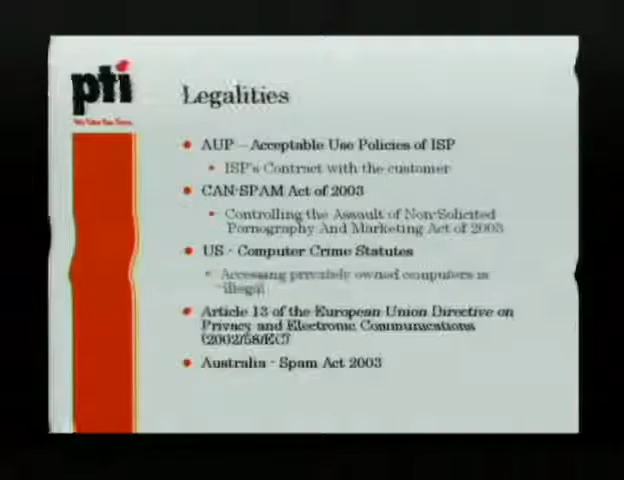 pti
Legalities
AUP – Acceptable Use Policies of ISP
ISP's Contract with the customer
CAN-SPAM Act of 2003
Controlling the Assault of Non-Solicited
Pornography And Marketing Act of 2003
US - Computer Crime Statutes
Accessing privately owned computers is
illegal
Article 13 of the European Union Directive on
Privacy and Electronic Communications
(2002/58/EC)
Australia - Spam Act 2003